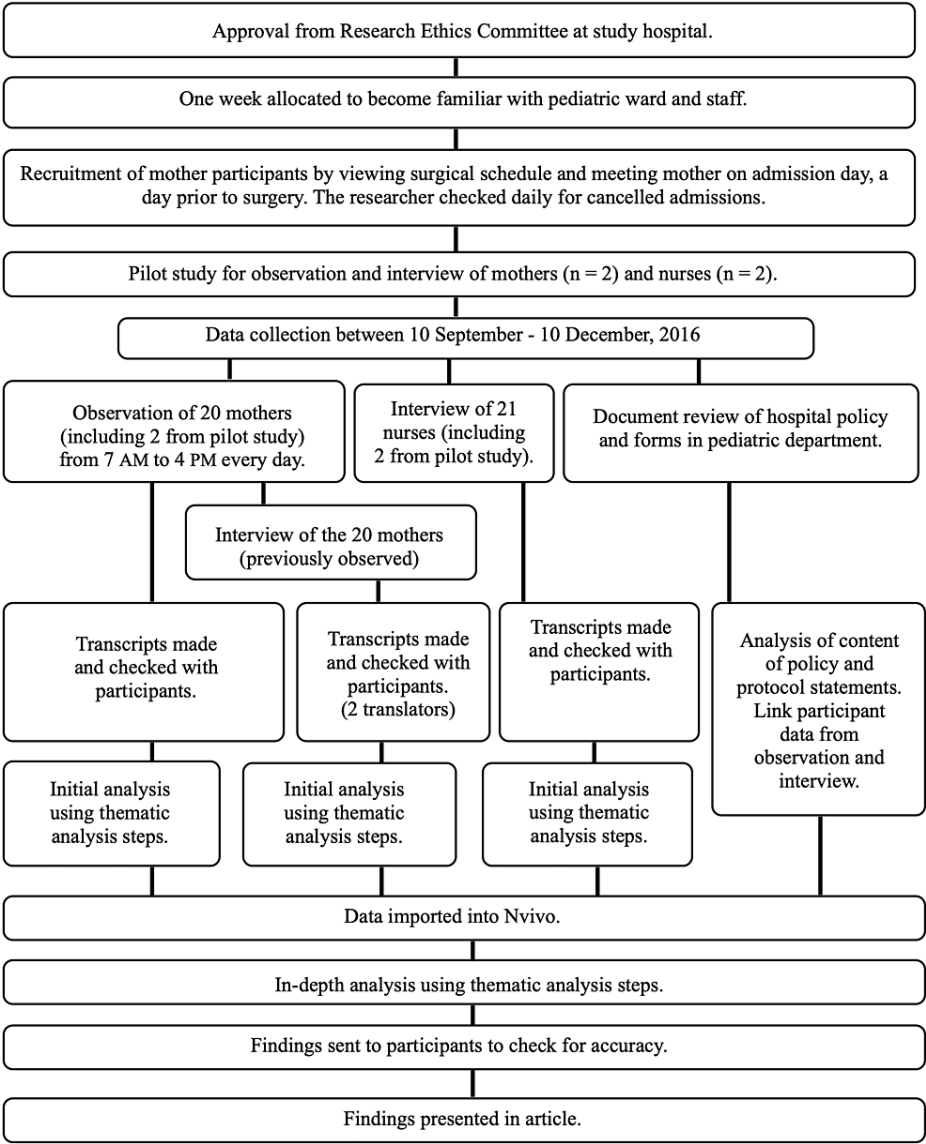 Approval from Research Ethics Committee at study hospital.
One week allocated to become familiar with pediatric ward and staff.
Recruitment of mother participants by viewing surgical schedule and meeting mother on admission day, a
day prior to surgery. The researcher checked daily for cancelled admissions.
Pilot study for observation and interview of mothers (n = 2) and nurses (n = 2).
Data collection between 10 September - 10 December, 2016
Observation of 20 mothers
(including 2 from pilot study)
from 7 AM to 4 PM every day.
Interview of 21
nurses (including
2 from pilot study).
Document review of hospital policy
and forms in pediatric department.
Interview of the 20 mothers
(previously observed)
Transcripts made
and checked with
participants.
Transcripts made
and checked with
participants.
(2 translators)
Transcripts made
and checked with
participants.
Analysis of content
of policy and
protocol statements.
Link participant
data from
observation and
interview.
Initial analysis
using thematic
analysis steps.
Initial analysis
using thematic
analysis steps.
Initial analysis
using thematic
analysis steps.
Data imported into Nvivo.
In-depth analysis using thematic analysis steps.
Findings sent to participants to check for accuracy.
Findings presented in article.